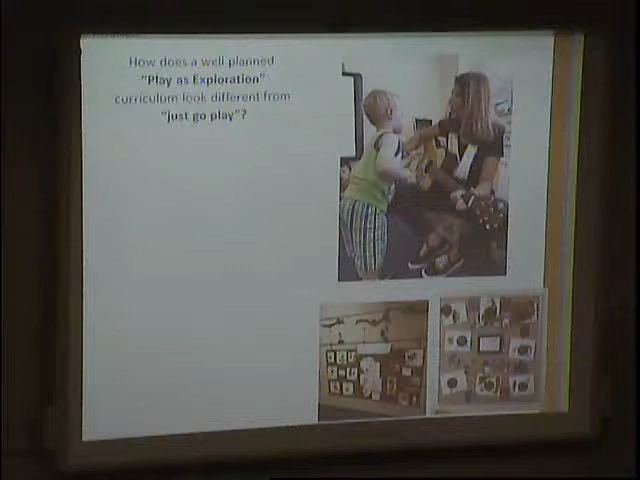 How does a well planned
"Play as Exploration"
curriculum look different from
"just go play"?